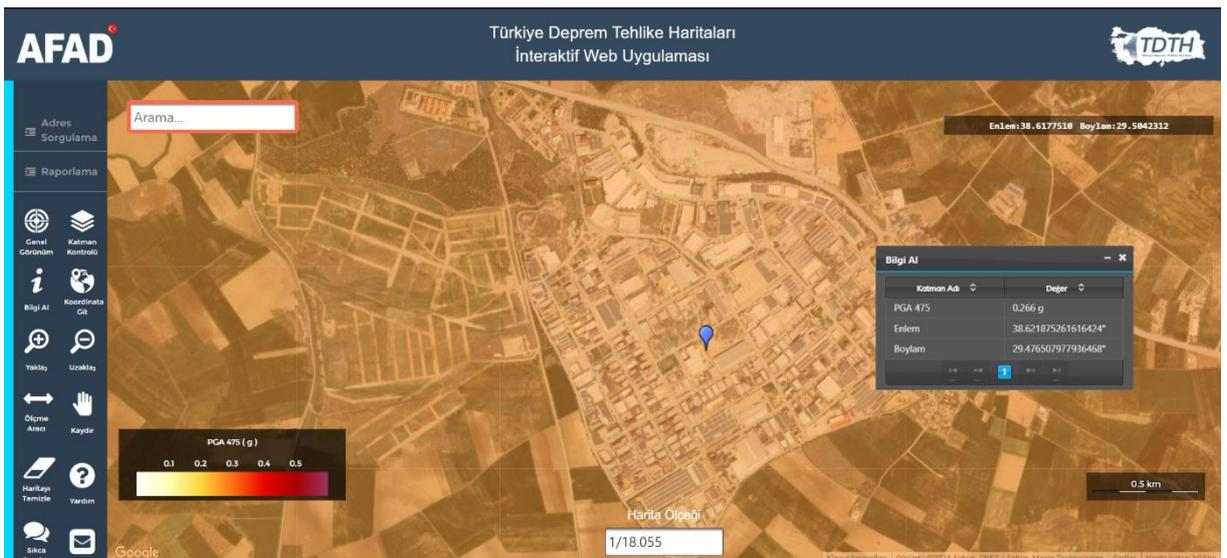 AFAD
Türkiye Deprem Tehlike Haritaları
İnteraktif Web Uygulaması
TDTH
Adres
Sorgulama
Raporlama
Genel
Görünüm
Katman
Kontrolü
Bilgi Al
Koordinata
Git
Yaklaş
Uzaklaş
Ölçme
Aracı
Kaydır
Haritayı
Temizle
Yardım
Sıkca
Arama...
Enlem:38.6177510 Boylam:29.5042312
Bilgi Al
Katman Adı Değer
PGA 475 0.266 g
Enlem 38.621875261616424°
Boylam 29.476507977936468°
1
PGA 475 ( g )
0.1 0.2 0.3 0.4 0.5
0.5 km
Harita Ölçeği
1/18.055
Google